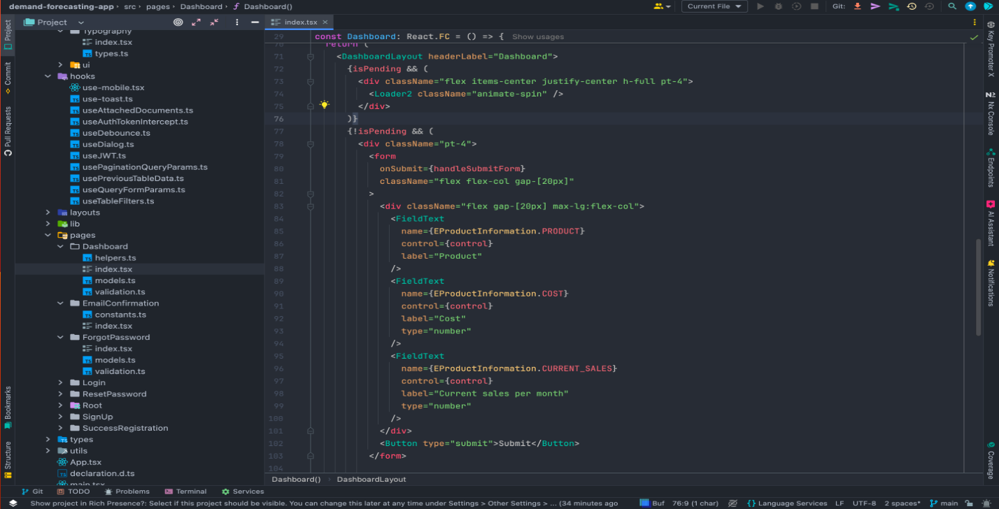 demand-forecasting-app › src › pages › Dashboard › Dashboard()
Current File
Git:
Project
index.tsx
Project
Commit
Pull Requests
Bookmarks
Structure
Typography
index.tsx
types.ts
ui
hooks
use-mobile.tsx
use-toast.ts
useAttachedDocuments.ts
useAuthTokenIntercept.ts
useDebounce.ts
useDialog.ts
useJWT.ts
usePaginationQueryParams.ts
usePreviousTableData.ts
useQueryFormParams.ts
useTableFilters.ts
layouts
lib
pages
Dashboard
helpers.ts
index.tsx
models.ts
validation.ts
EmailConfirmation
constants.ts
index.tsx
ForgotPassword
index.tsx
models.ts
validation.ts
Login
ResetPassword
Root
SignUp
SuccessRegistration
types
utils
App.tsx
declaration.d.ts
main.tsx
29 const Dashboard: React.FC = () => { Show usages
70 return (
71 <DashboardLayout headerLabel="Dashboard">
72 {isPending && (
73 <div className="flex items-center justify-center h-full pt-4">
74 <Loader2 className="animate-spin" />
75 </div>
76 )}
77 {!isPending && (
78 <div className="pt-4">
79 <form
80 onSubmit={handleSubmitForm}
81 className="flex flex-col gap-[20px]"
82 >
83 <div className="flex gap-[20px] max-lg:flex-col">
84 <FieldText
85 name={EProductInformation.PRODUCT}
86 control={control}
87 label="Product"
88 />
89 <FieldText
90 name={EProductInformation.COST}
91 control={control}
92 label="Cost"
93 type="number"
94 />
95 <FieldText
96 name={EProductInformation.CURRENT_SALES}
97 control={control}
98 label="Current sales per month"
99 type="number"
100 />
101 </div>
102 <Button type="submit">Submit</Button>
103 </form>
104
Dashboard() › DashboardLayout
Key Promoter X
Nx Console
Endpoints
AI Assistant
Notifications
Coverage
Git TODO Problems Terminal Services
Show project in Rich Presence?: Select if this project should be visible. You can change this later at any time under Settings > Other Settings > ... (34 minutes ago Buf 76:9 (1 char) {} Language Services LF UTF-8 2 spaces* main